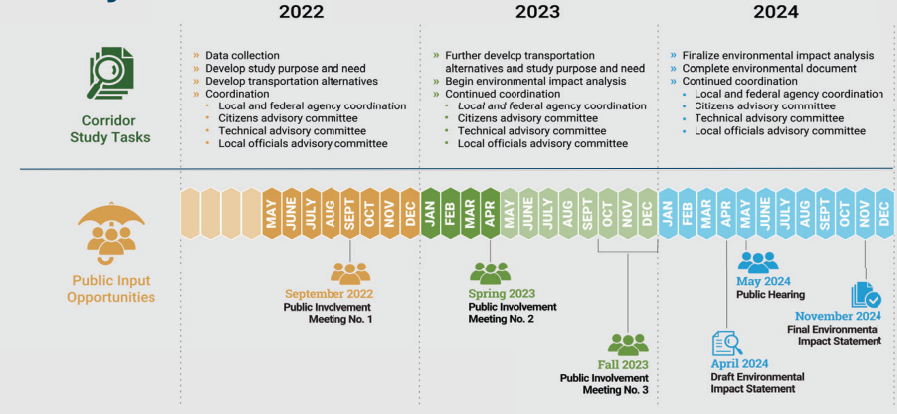 2022
2023
2024
Corridor
Study Tasks
» Data collection
» Develop study purpose and need
» Develop transportation alternatives
» Coordination
• Local and federal agency coordination
• Citizens advisory committee
• Technical advisory committee
• Local officials advisory committee
» Further develop transportation
alternatives and study purpose and need
» Begin environmental impact analysis
» Continued coordination
• Local and federal agency coordination
• Citizens advisory committee
• Technical advisory committee
• Local officials advisory committee
» Finalize environmental impact analysis
» Complete environmental document
» Continued coordination
• Local and federal agency coordination
• Citizens advisory committee
• Technical advisory committee
• Local officials advisory committee
Public Input
Opportunities
MAY
JUNE
JULY
AUG
SEPT
OCT
NOV
DEC
JAN
FEB
MAR
APR
MAY
JUNE
JULY
AUG
SEPT
OCT
NOV
DEC
JAN
FEB
MAR
APR
MAY
JUNE
JULY
AUG
SEPT
OCT
NOV
DEC
September 2022
Public Involvement
Meeting No. 1
Spring 2023
Public Involvement
Meeting No. 2
Fall 2023
Public Involvement
Meeting No. 3
April 2024
Draft Environmental
Impact Statement
May 2024
Public Hearing
November 2024
Final Environmenta
Impact Statement